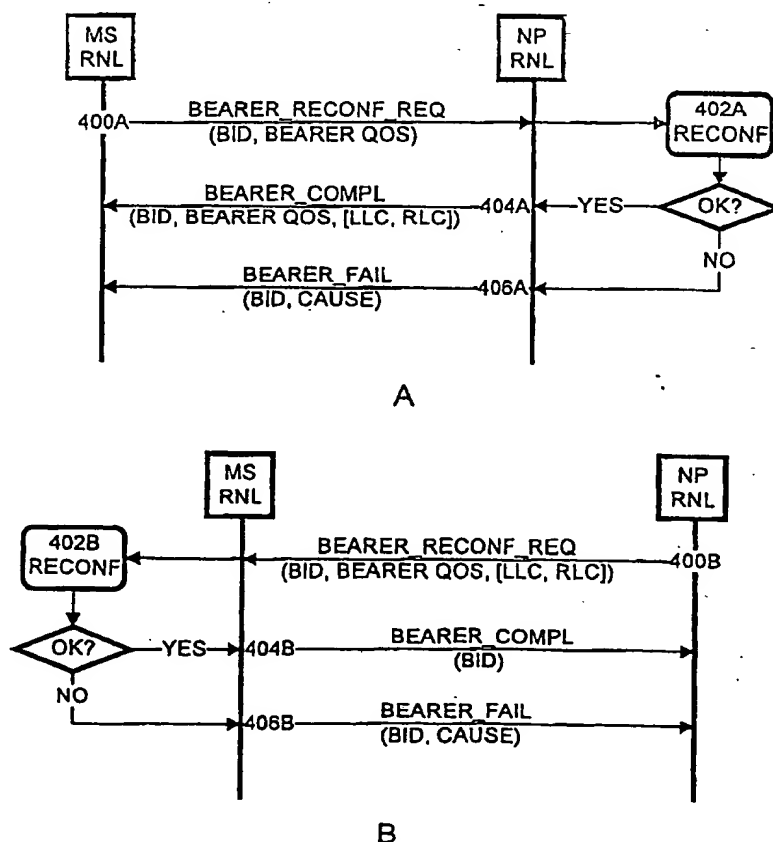 MS
RNL
NP
RNL
400A
BEARER_RECONF_REQ
(BID, BEARER QOS)
402A
RECONF
BEARER_COMPL
(BID, BEARER QOS, [LLC, RLC])
404A
YES
OK?
NO
BEARER_FAIL
(BID, CAUSE)
406A
A
MS
RNL
NP
RNL
402B
RECONF
BEARER_RECONF_REQ
(BID, BEARER QOS, [LLC, RLC])
400B
OK?
YES
404B
BEARER_COMPL
(BID)
NO
406B
BEARER_FAIL
(BID, CAUSE)
B